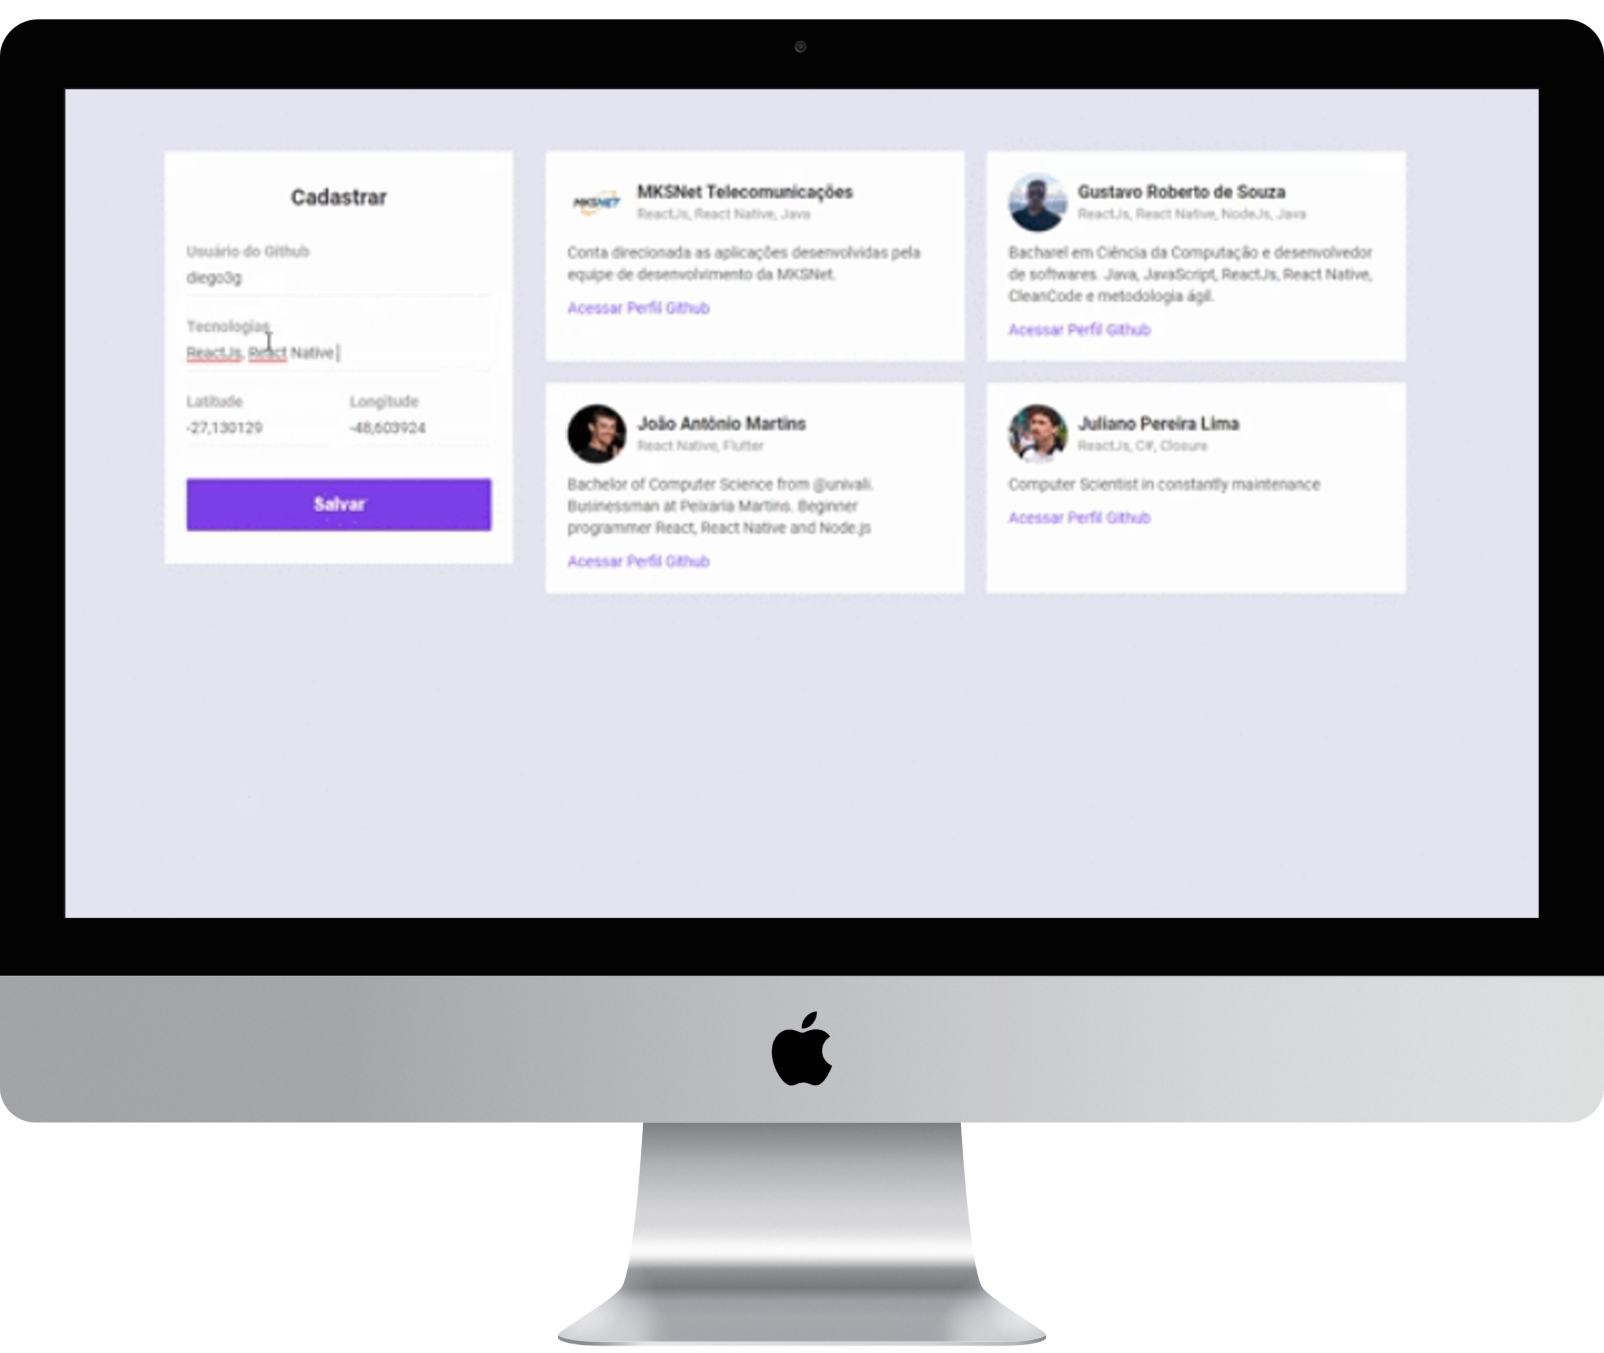 Cadastrar
Usuário do Github
diego3g
Tecnologias
ReactJs, React Native
Latitude
Longitude
-27,130129
-48,603924
Salvar
MKSNET
MKSNet Telecomunicações
ReactJs, React Native, Java
Conta direcionada as aplicações desenvolvidas pela
equipe de desenvolvimento da MKSNet.
Acessar Perfil Github
Gustavo Roberto de Souza
ReactJs, React Native, NodeJs, Java
Bacharel em Ciência da Computação e desenvolvedor
de softwares. Java, JavaScript, ReactJs, React Native,
CleanCode e metodologia ágil.
Acessar Perfil Github
João Antônio Martins
React Native, Flutter
Bachelor of Computer Science from @univali.
Businessman at Peixaria Martins. Beginner
programmer React, React Native and Node.js
Acessar Perfil Github
Juliano Pereira Lima
ReactJs, C#, Closure
Computer Scientist in constantly maintenance
Acessar Perfil Github